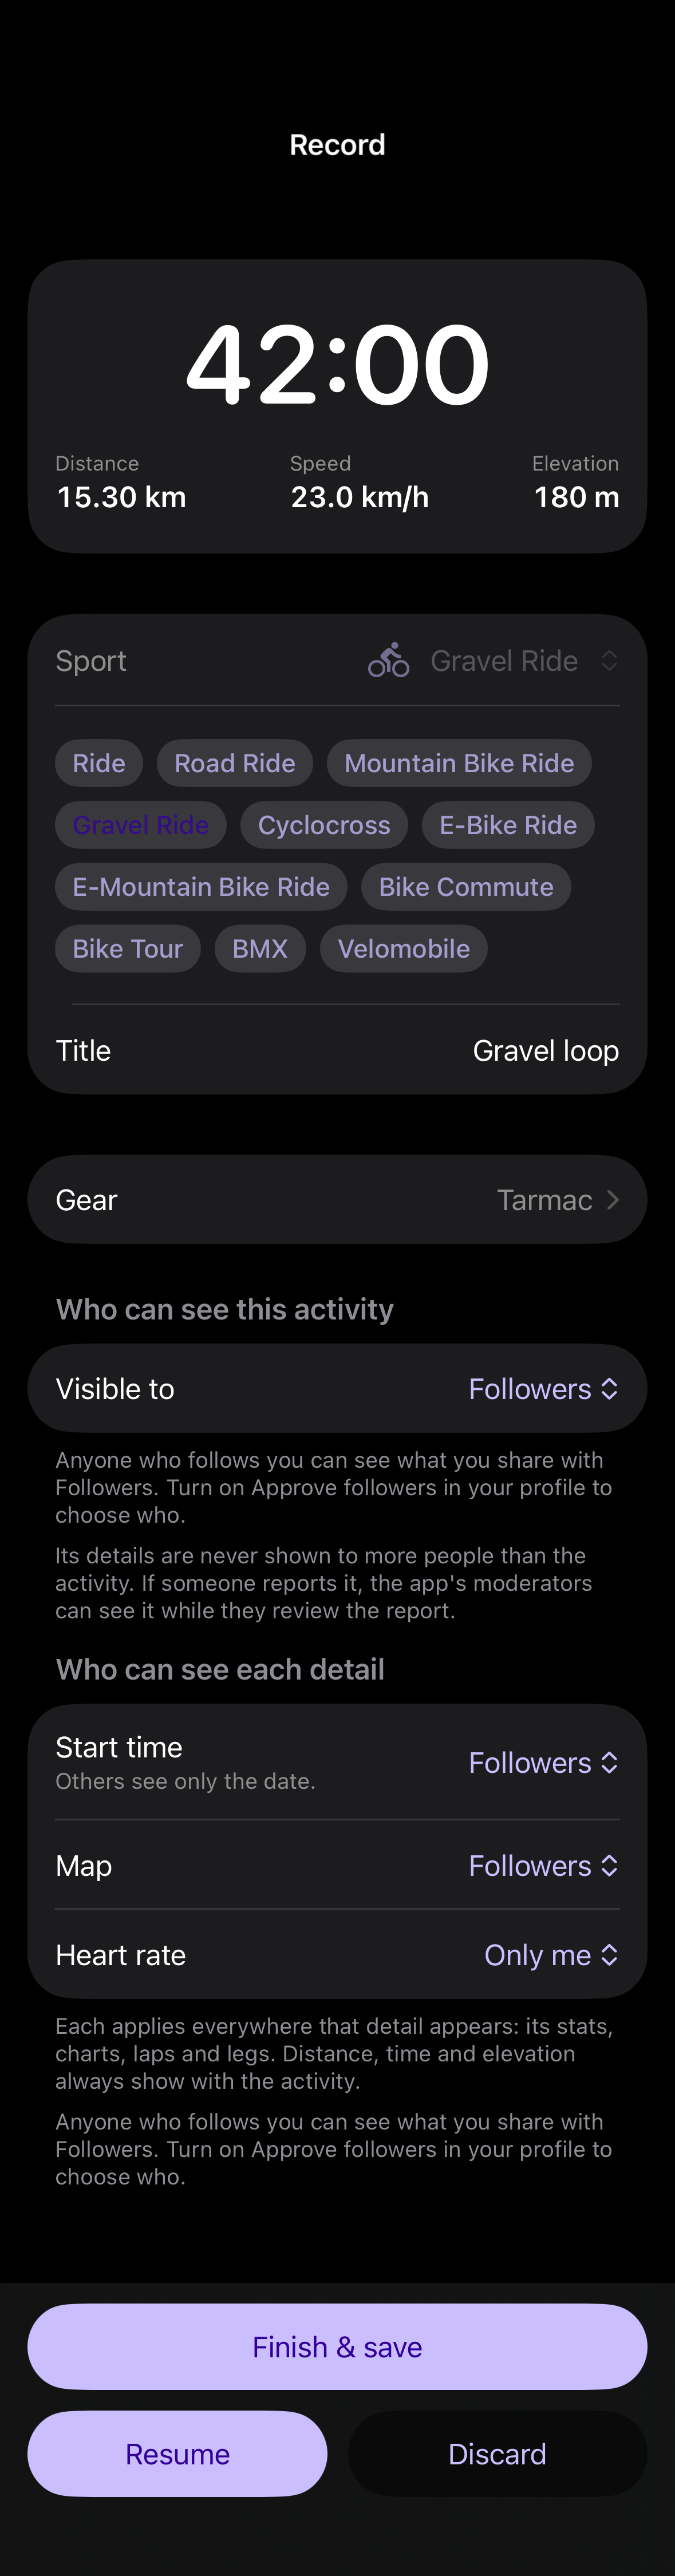 Record
42:00
Distance Speed Elevation
15.30 km 23.0 km/h 180 m
Sport Gravel Ride
Ride Road Ride Mountain Bike Ride
Gravel Ride Cyclocross E-Bike Ride
E-Mountain Bike Ride Bike Commute
Bike Tour BMX Velomobile
Title Gravel loop
Gear Tarmac
Who can see this activity
Visible to Followers
Anyone who follows you can see what you share with
Followers. Turn on Approve followers in your profile to
choose who.
Its details are never shown to more people than the
activity. If someone reports it, the app's moderators
can see it while they review the report.
Who can see each detail
Start time Followers
Others see only the date.
Map Followers
Heart rate Only me
Each applies everywhere that detail appears: its stats,
charts, laps and legs. Distance, time and elevation
always show with the activity.
Anyone who follows you can see what you share with
Followers. Turn on Approve followers in your profile to
choose who.
Finish & save
Resume Discard